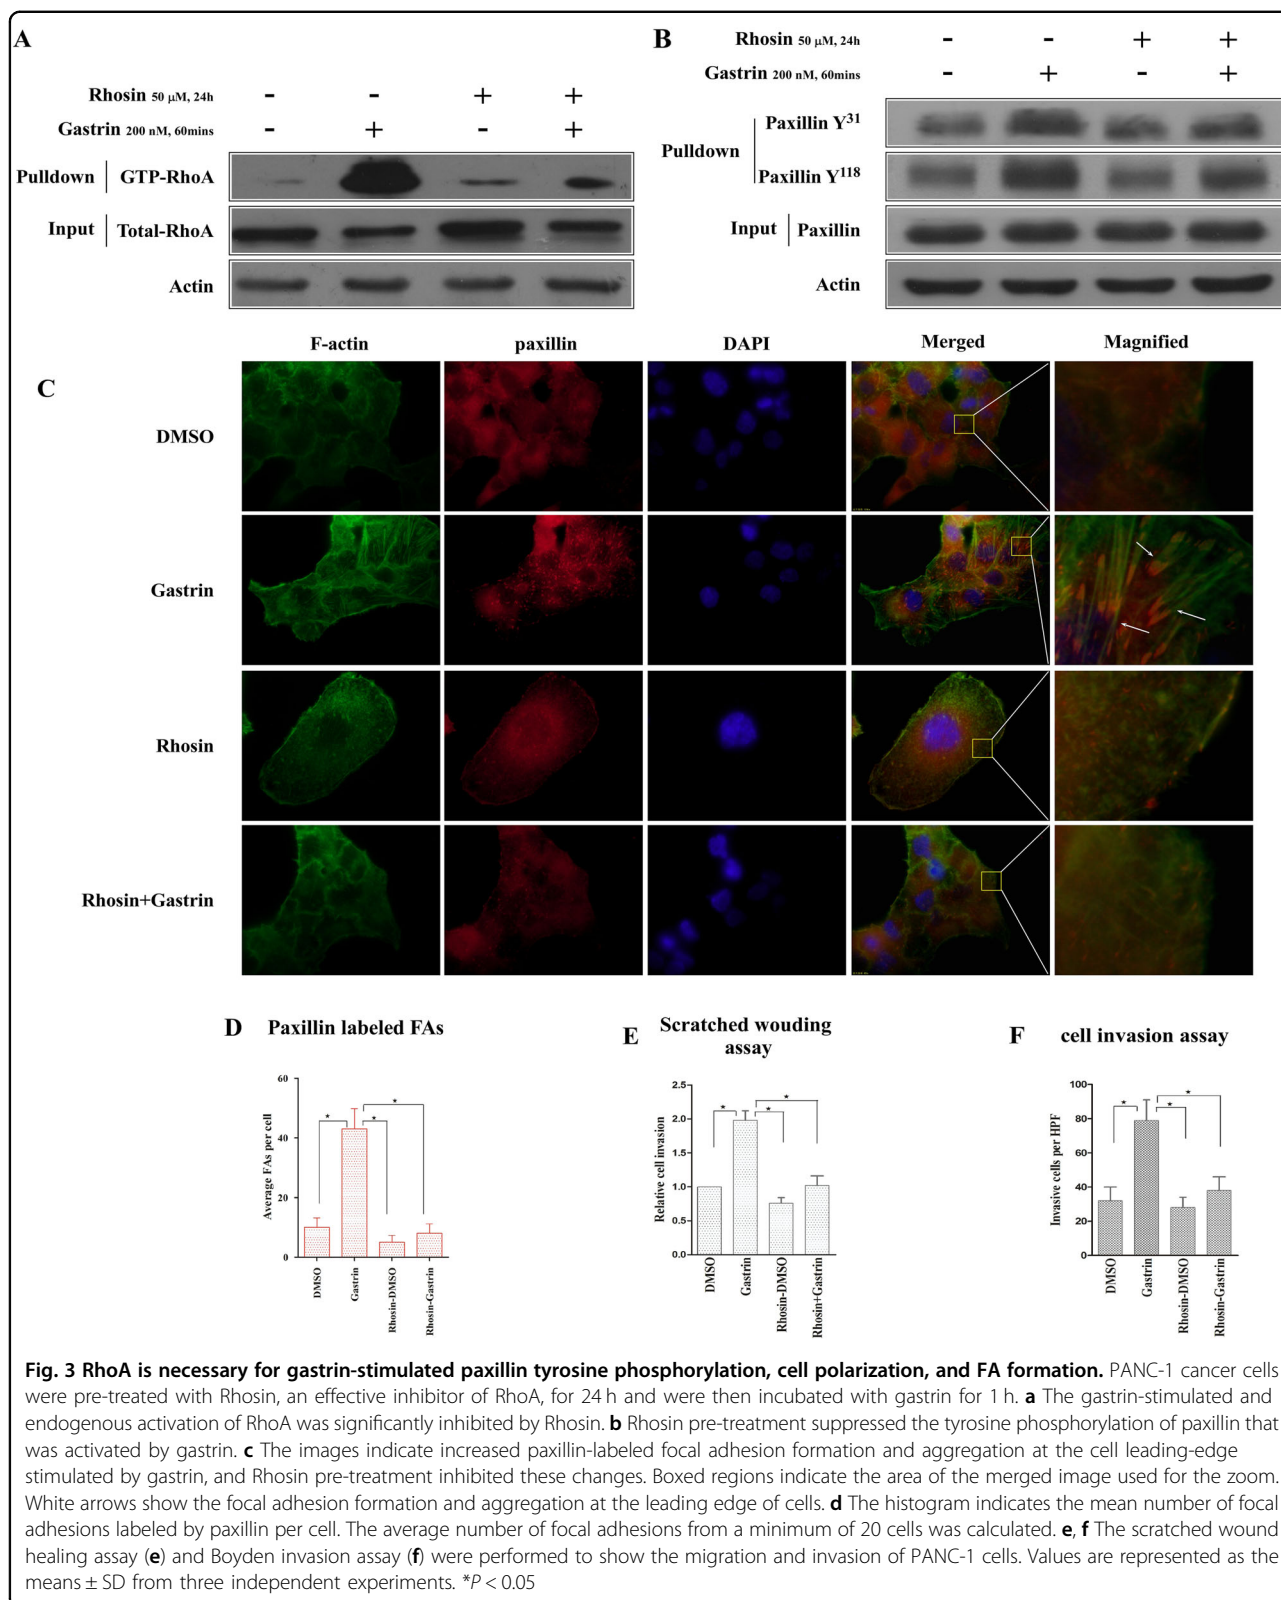 A
Rhosin 50 μM, 24h - - + +
Gastrin 200 nM, 60mins - + - +
Pulldown GTP-RhoA
Input Total-RhoA
Actin
B
Rhosin 50 μM, 24h - - + +
Gastrin 200 nM, 60mins - + - +
Pulldown
Paxillin Y31
Paxillin Y118
Input Paxillin
Actin
C
F-actin paxillin DAPI Merged Magnified
DMSO
Gastrin
Rhosin
Rhosin+Gastrin
D Paxillin labeled FAs
Average FAs per cell
60
40
20
0
* * *
DMSO
Gastrin
Rhosin-DMSO
Rhosin-Gastrin
E Scratched wouding
assay
Relative cell invasion
2.5
2.0
1.5
1.0
0.5
0.0
* * *
DMSO
Gastrin
Rhosin-DMSO
Rhosin+Gastrin
F cell invasion assay
Invasive cells per HPF
100
80
60
40
20
0
* * *
DMSO
Gastrin
Rhosin-DMSO
Rhosin-Gastrin
Fig. 3 RhoA is necessary for gastrin-stimulated paxillin tyrosine phosphorylation, cell polarization, and FA formation. PANC-1 cancer cells
were pre-treated with Rhosin, an effective inhibitor of RhoA, for 24 h and were then incubated with gastrin for 1 h. a The gastrin-stimulated and
endogenous activation of RhoA was significantly inhibited by Rhosin. b Rhosin pre-treatment suppressed the tyrosine phosphorylation of paxillin that
was activated by gastrin. c The images indicate increased paxillin-labeled focal adhesion formation and aggregation at the cell leading-edge
stimulated by gastrin, and Rhosin pre-treatment inhibited these changes. Boxed regions indicate the area of the merged image used for the zoom.
White arrows show the focal adhesion formation and aggregation at the leading edge of cells. d The histogram indicates the mean number of focal
adhesions labeled by paxillin per cell. The average number of focal adhesions from a minimum of 20 cells was calculated. e, f The scratched wound
healing assay (e) and Boyden invasion assay (f) were performed to show the migration and invasion of PANC-1 cells. Values are represented as the
means ± SD from three independent experiments. *P < 0.05